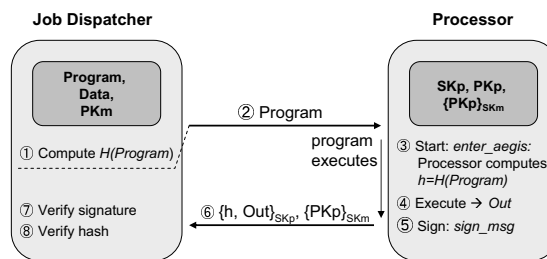 Job Dispatcher
Program,
Data,
PKm
① Compute H(Program)
⑦ Verify signature
⑧ Verify hash
② Program
program
executes
⑥ {h, Out}SKp, {PKp}SKm
Processor
SKp, PKp,
{PKp}SKm
③ Start: enter_aegis:
Processor computes
h=H(Program)
④ Execute → Out
⑤ Sign: sign_msg